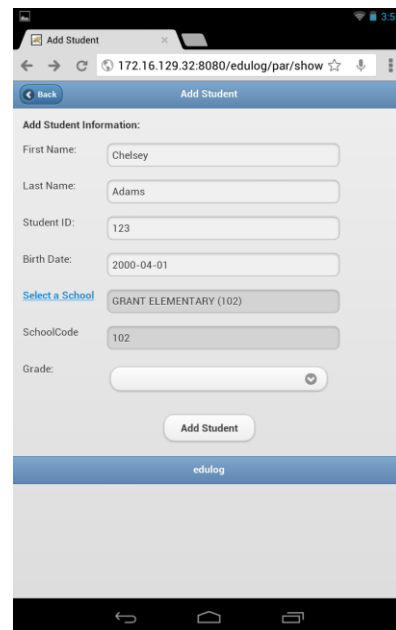 3:5
Add Student
172.16.129.32:8080/edulog/par/show
Back
Add Student
Add Student Information:
First Name:
Chelsey
Last Name:
Adams
Student ID:
123
Birth Date:
2000-04-01
Select a School
GRANT ELEMENTARY (102)
SchoolCode
102
Grade:
Add Student
edulog